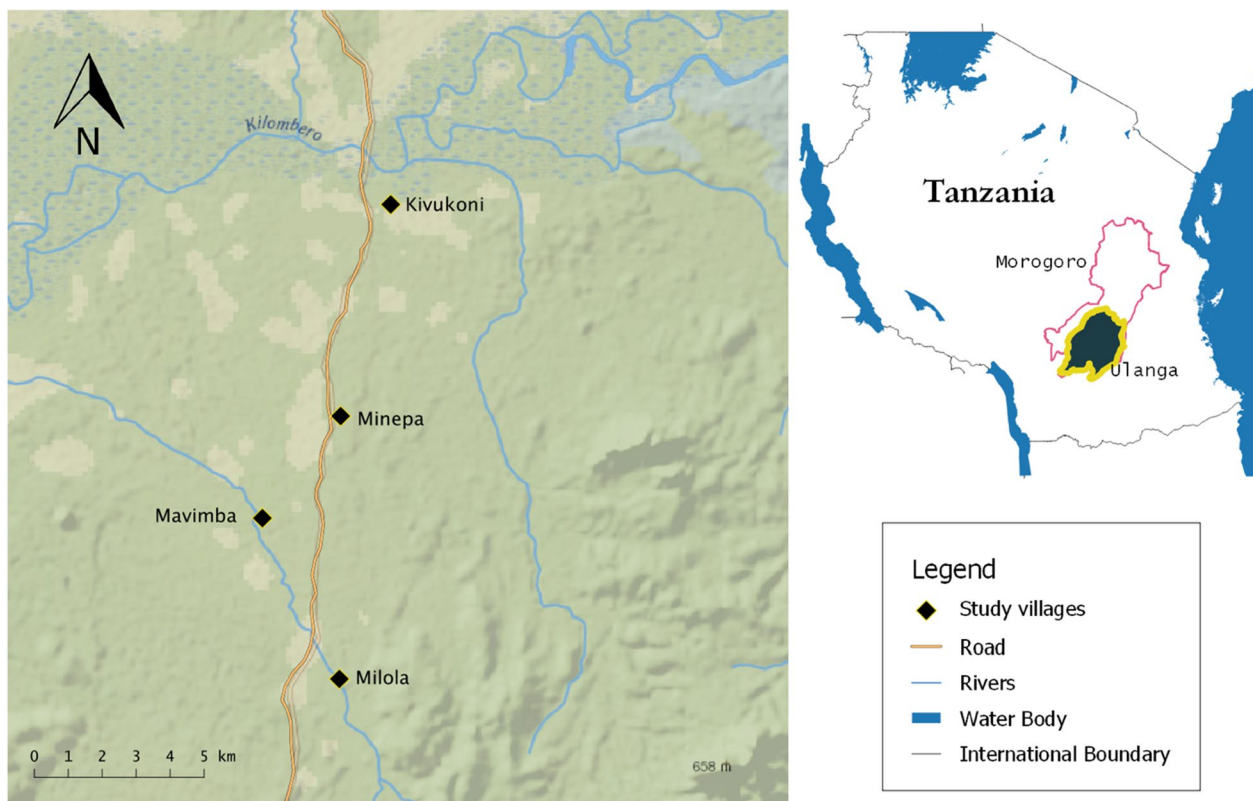 N
Kilombero
Kivukoni
Minepa
Mavimba
Milola
0 1 2 3 4 5 km
658 m
Tanzania
Morogoro
Ulanga
Legend
Study villages
Road
Rivers
Water Body
International Boundary